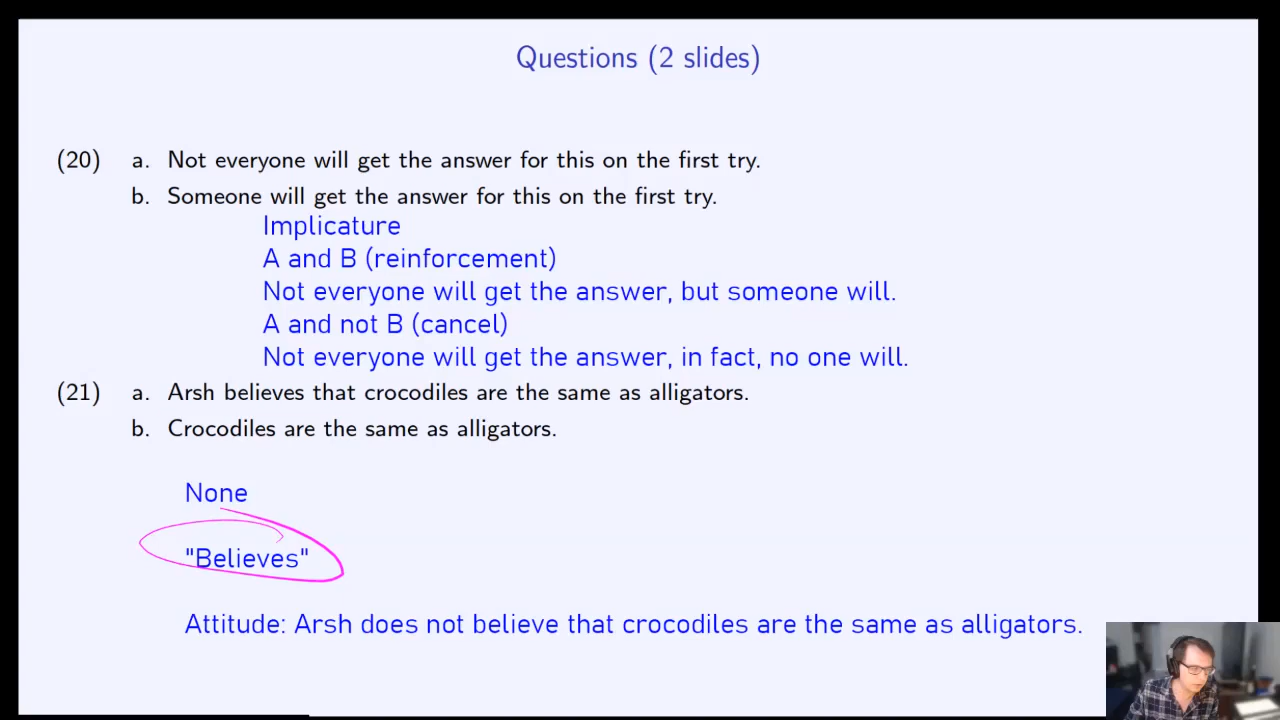 Questions (2 slides)
(20) a. Not everyone will get the answer for this on the first try.
b. Someone will get the answer for this on the first try.
Implicature
A and B (reinforcement)
Not everyone will get the answer, but someone will.
A and not B (cancel)
Not everyone will get the answer, in fact, no one will.
(21) a. Arsh believes that crocodiles are the same as alligators.
b. Crocodiles are the same as alligators.
None
"Believes"
Attitude: Arsh does not believe that crocodiles are the same as alligators.